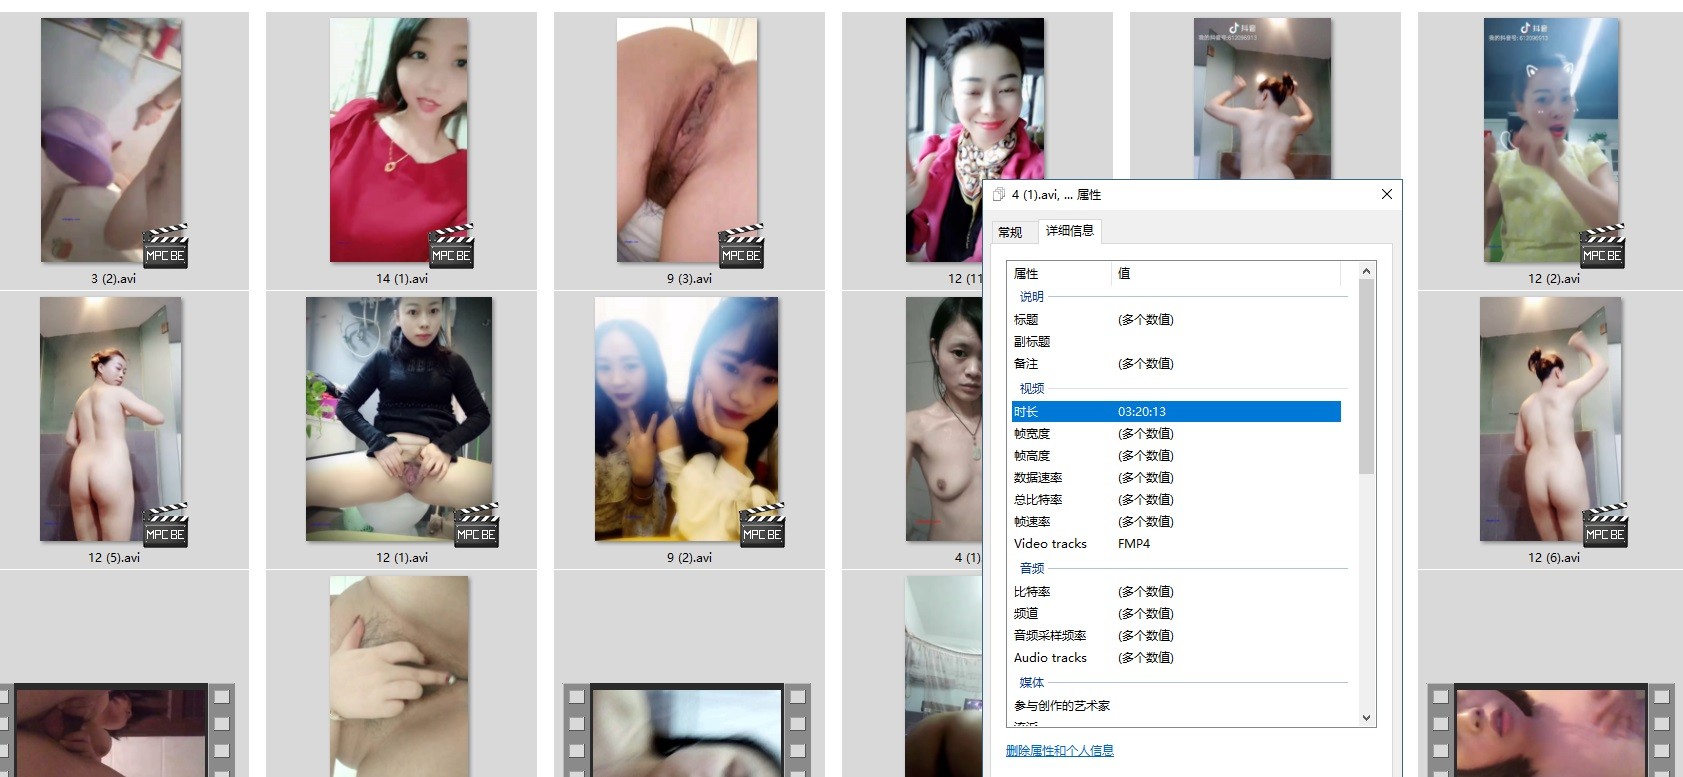 抖音
抖音
3 (2).avi
14 (1).avi
9 (3).avi
12 (11
12 (2).avi
MPC BE
MPC BE
MPC BE
MPC BE
4 (1).avi, ... 属性
常规
详细信息
属性
值
说明
标题
(多个数值)
副标题
备注
(多个数值)
视频
时长
03:20:13
帧宽度
(多个数值)
帧高度
(多个数值)
数据速率
(多个数值)
总比特率
(多个数值)
帧速率
(多个数值)
Video tracks
FMP4
音频
比特率
(多个数值)
频道
(多个数值)
音频采样频率
(多个数值)
Audio tracks
(多个数值)
媒体
参与创作的艺术家
删除属性和个人信息
MPC BE
MPC BE
MPC BE
MPC BE
12 (5).avi
12 (1).avi
9 (2).avi
4 (1)
12 (6).avi